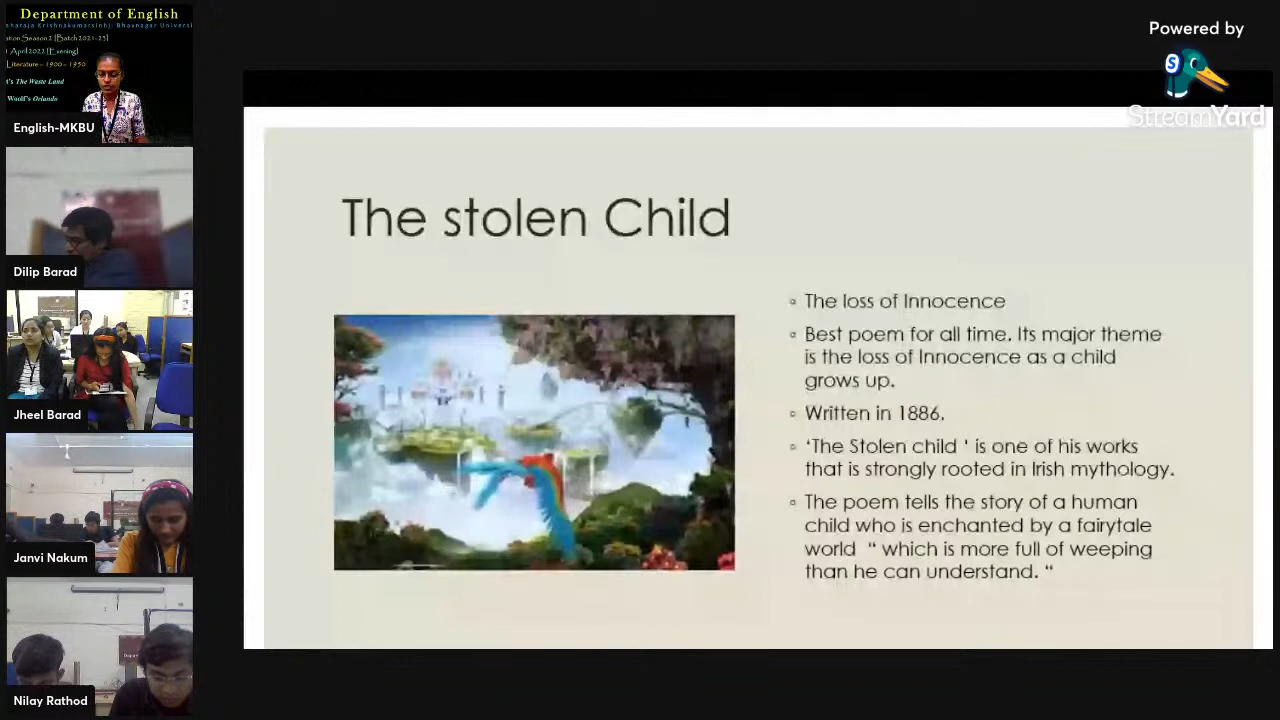 Department of English
Maharaja Krishnakumarsinhji Bhavnagar Universi
ation Season 2 [Batch 2021-23]
April 2022 [Evening]
Literature – 1900 – 1950
t's The Waste Land
Woolf's Orlando
English-MKBU
Dilip Barad
Jheel Barad
Janvi Nakum
Nilay Rathod
Powered by
S
StreamYard
The stolen Child
The loss of Innocence
Best poem for all time. Its major theme
is the loss of Innocence as a child
grows up.
Written in 1886.
‘The Stolen child ' is one of his works
that is strongly rooted in Irish mythology.
The poem tells the story of a human
child who is enchanted by a fairytale
world “ which is more full of weeping
than he can understand. “